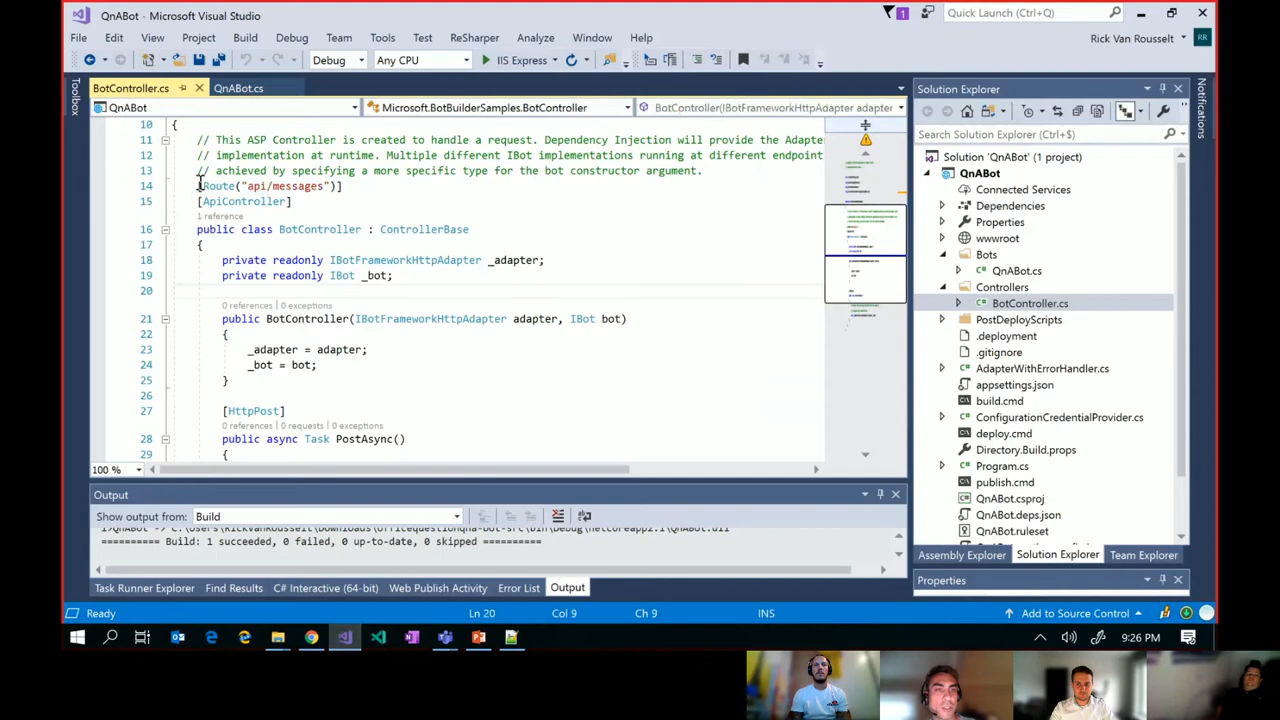 QnABot - Microsoft Visual Studio
1
Quick Launch (Ctrl+Q)
File Edit View Project Build Debug Team Tools Test ReSharper Analyze Window Help
Rick Van Rousselt RR
Debug Any CPU IIS Express
Toolbox
BotController.cs QnABot.cs
QnABot Microsoft.BotBuilderSamples.BotController BotController(IBotFrameworkHttpAdapter adapter
10 {
11 // This ASP Controller is created to handle a request. Dependency Injection will provide the Adapter
12 // implementation at runtime. Multiple different IBot implementations running at different endpoint
13 // achieved by specifying a more specific type for the bot constructor argument.
14 [Route("api/messages")]
15 [ApiController]
1 reference
16 public class BotController : ControllerBase
17 {
18 private readonly IBotFrameworkHttpAdapter _adapter;
19 private readonly IBot _bot;
20
0 references | 0 exceptions
21 public BotController(IBotFrameworkHttpAdapter adapter, IBot bot)
22 {
23 _adapter = adapter;
24 _bot = bot;
25 }
26
27 [HttpPost]
0 references | 0 requests | 0 exceptions
28 public async Task PostAsync()
29 {
100 %
Output
Show output from: Build
========== Build: 1 succeeded, 0 failed, 0 up-to-date, 0 skipped ==========
Task Runner Explorer Find Results C# Interactive (64-bit) Web Publish Activity Error List Output
Solution Explorer
Search Solution Explorer (Ctrl+$)
Solution 'QnABot' (1 project)
QnABot
Connected Services
Dependencies
Properties
wwwroot
Bots
C# QnABot.cs
Controllers
C# BotController.cs
PostDeployScripts
.deployment
.gitignore
C# AdapterWithErrorHandler.cs
appsettings.json
build.cmd
C# ConfigurationCredentialProvider.cs
deploy.cmd
Directory.Build.props
C# Program.cs
publish.cmd
QnABot.csproj
QnABot.deps.json
QnABot.ruleset
Assembly Explorer Solution Explorer Team Explorer
Properties
Notifications
Ready Ln 20 Col 9 Ch 9 INS Add to Source Control
9:26 PM